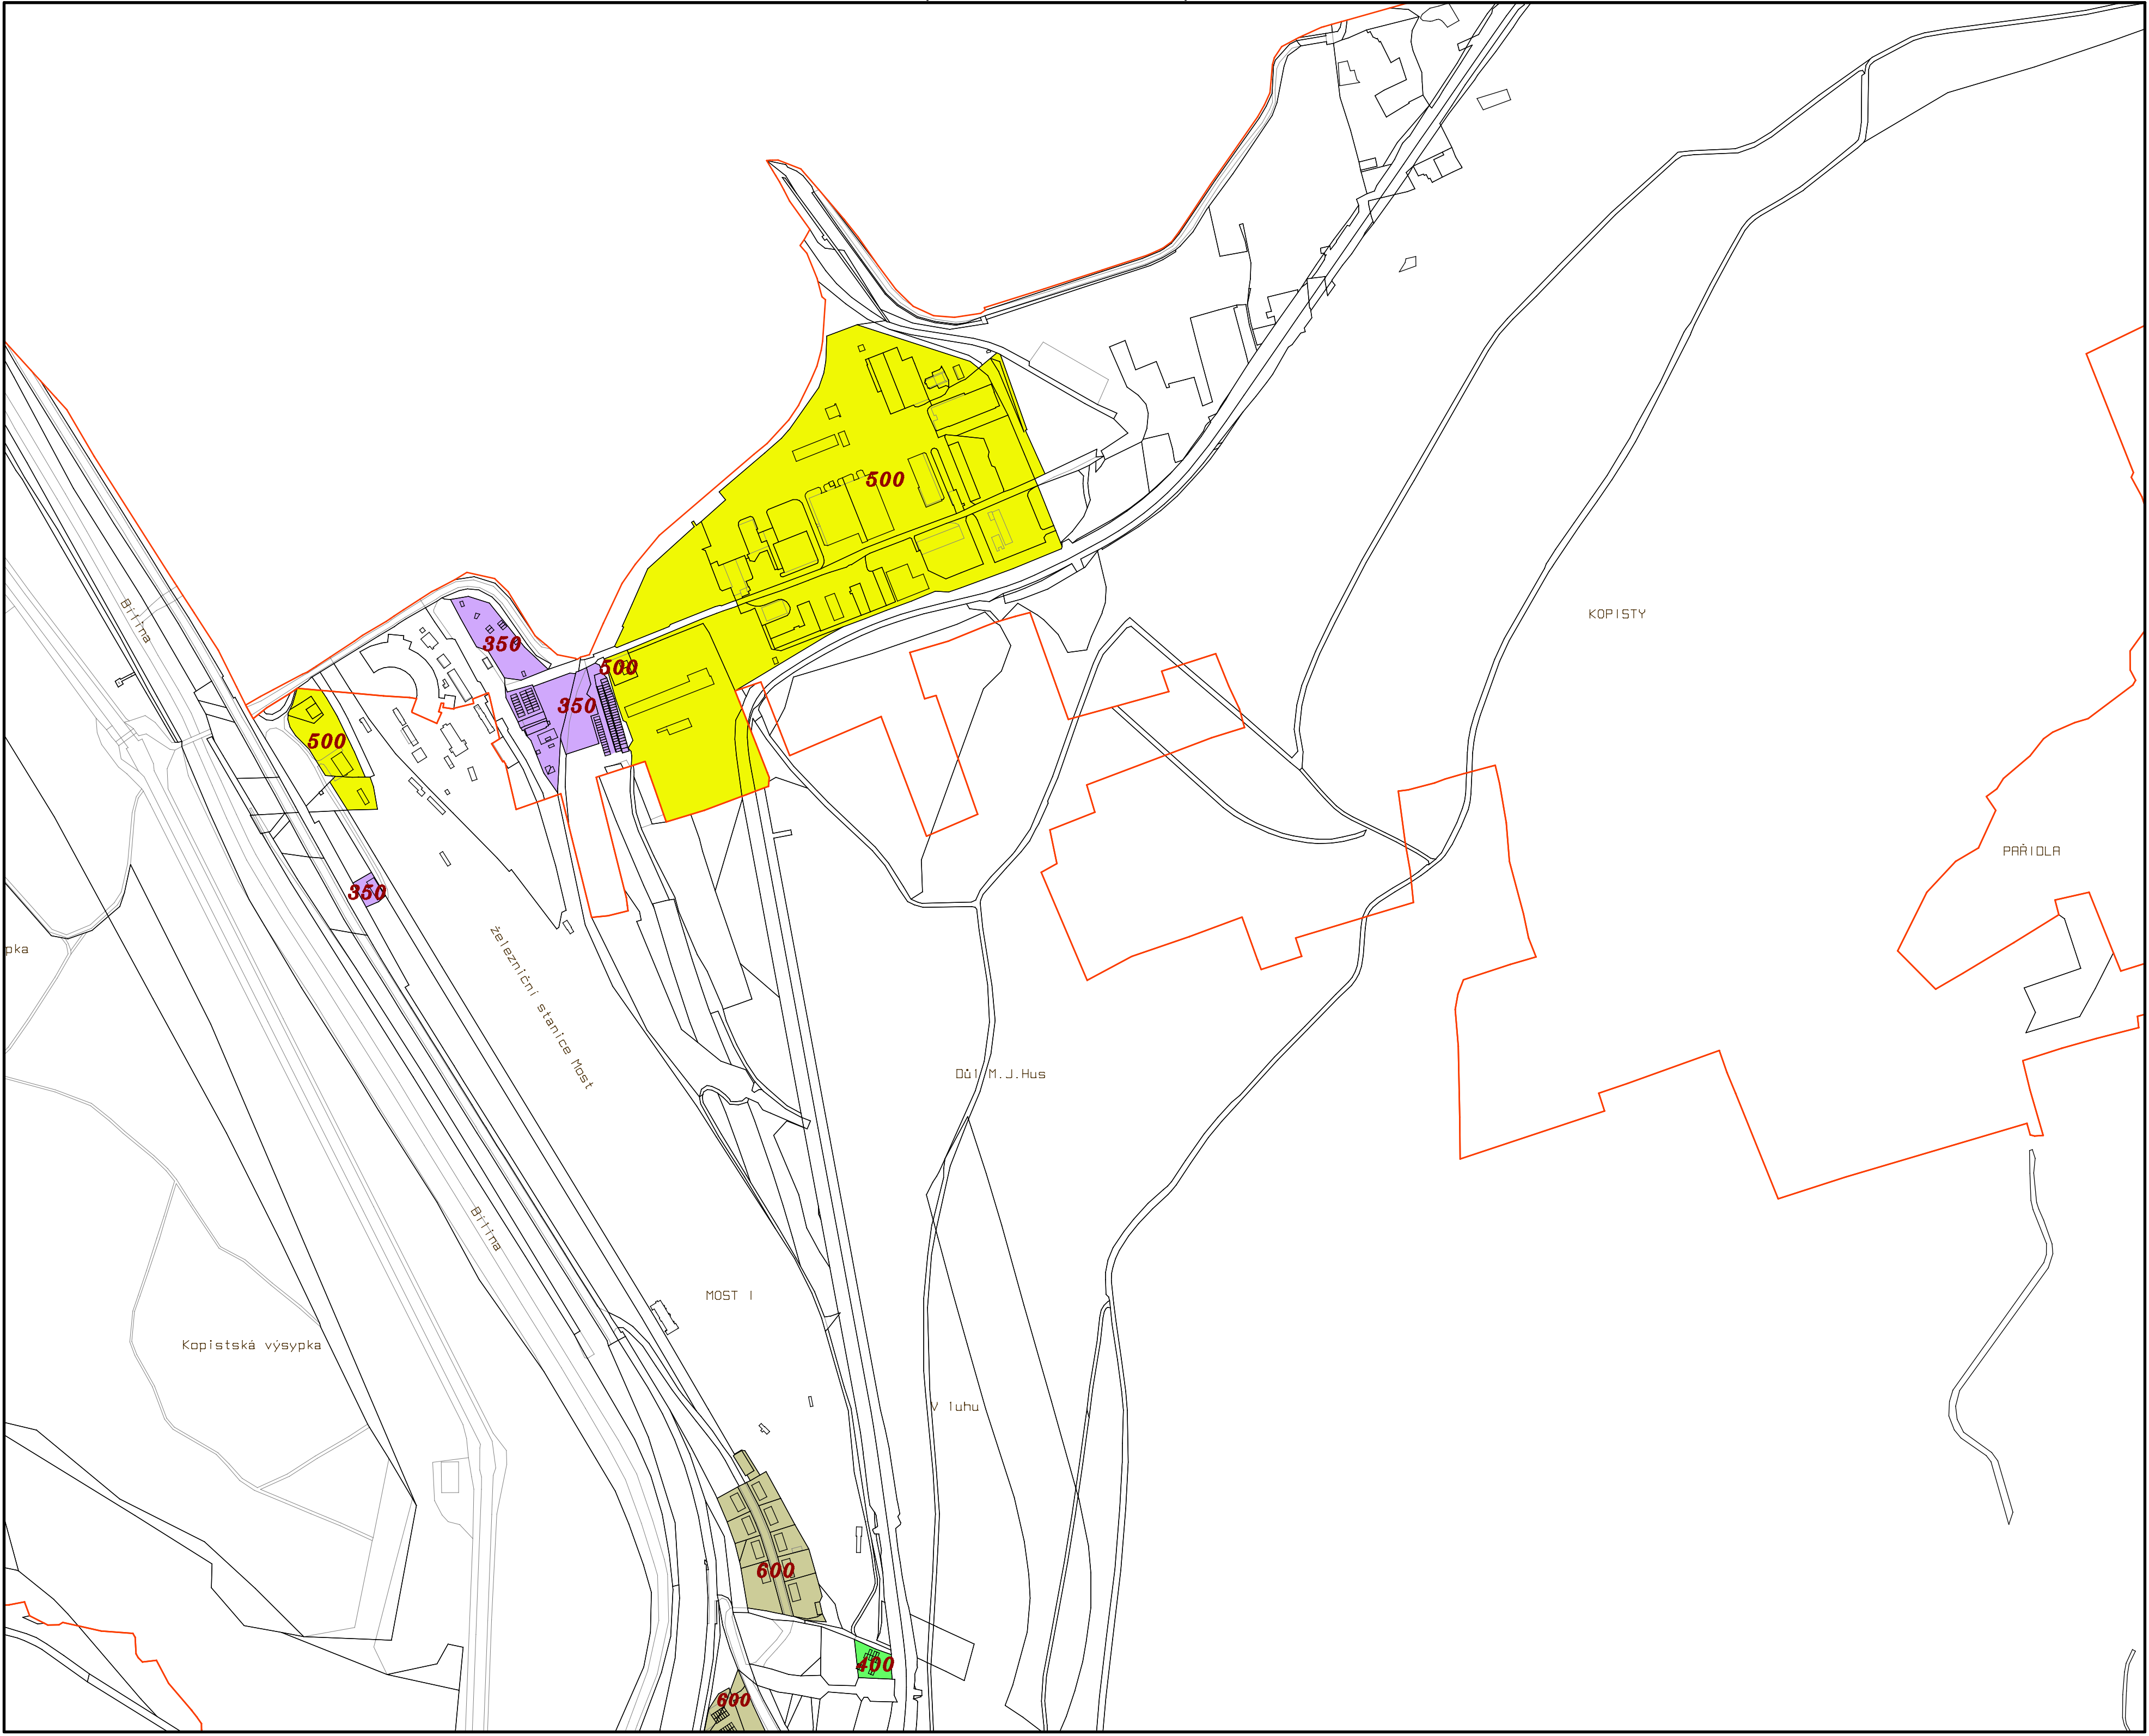 500
Bílina
KOPISTY
350
500
350
500
PAŘIDLA
350
pka
železniční stanice Most
Důl M.J.Hus
Bílina
MOST I
Kopistská výsypka
V luhu
600
400
600